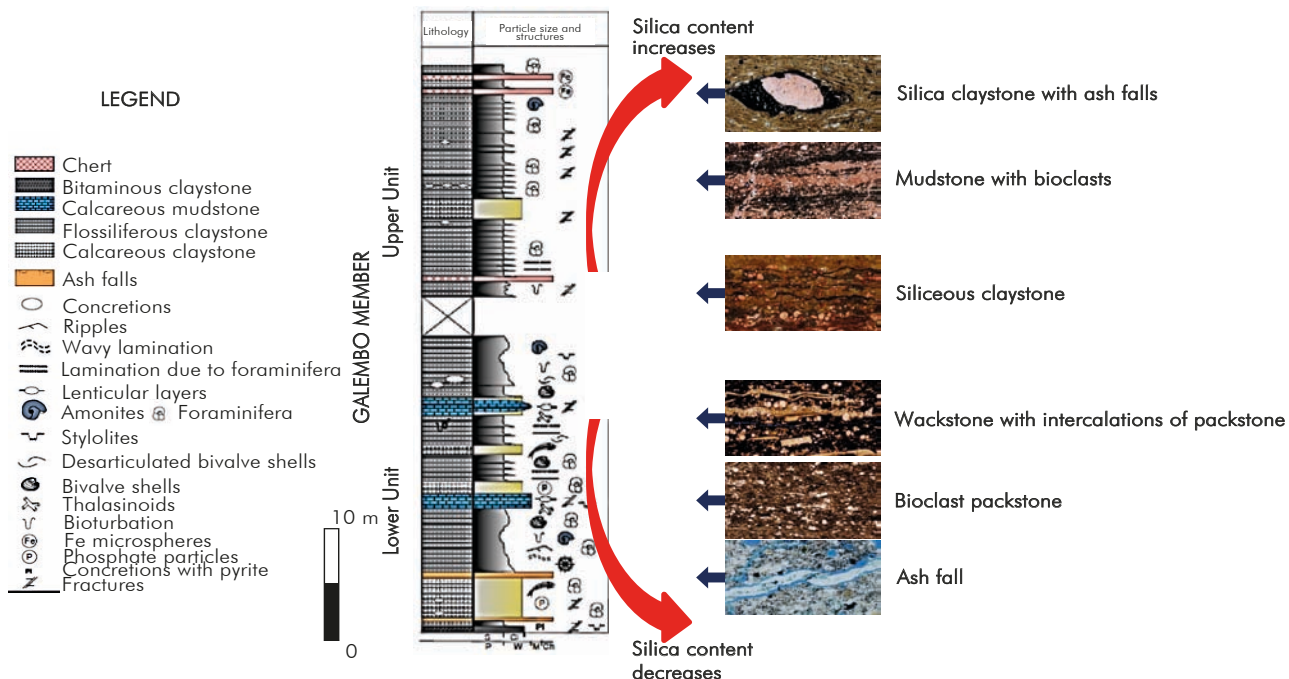 Lithology
Particle size and
structures
Silica content
increases
LEGEND
Chert
Bitaminous claystone
Calcareous mudstone
Flossiliferous claystone
Calcareous claystone
Ash falls
Concretions
Ripples
Wavy lamination
Lamination due to foraminifera
Lenticular layers
Amonites Foraminifera
Stylolites
Desarticulated bivalve shells
Bivalve shells
Thalasinoids
Bioturbation
Fe Fe microspheres
P Phosphate particles
Concretions with pyrite
Fractures
10 m
0
GALEMBO MEMBER
Upper Unit
Lower Unit
Fe
Fe
P
P
P W
Silica claystone with ash falls
Mudstone with bioclasts
Siliceous claystone
Wackstone with intercalations of packstone
Bioclast packstone
Ash fall
Silica content
decreases